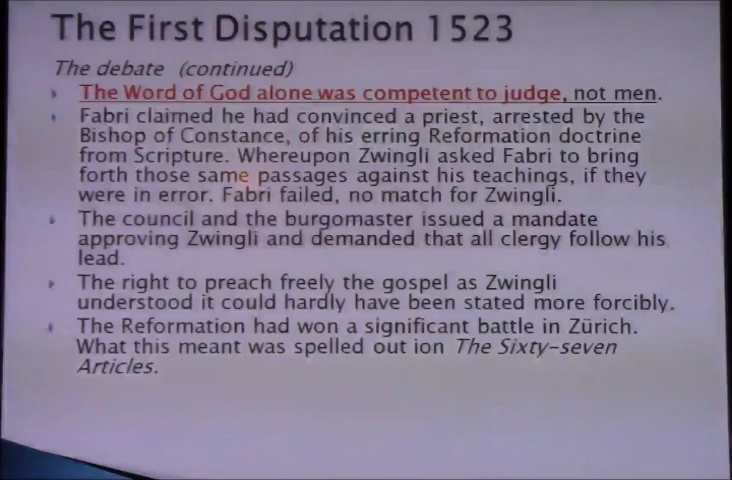 The First Disputation 1523
The debate (continued)
The Word of God alone was competent to judge, not men.
Fabri claimed he had convinced a priest, arrested by the
Bishop of Constance, of his erring Reformation doctrine
from Scripture. Whereupon Zwingli asked Fabri to bring
forth those same passages against his teachings, if they
were in error. Fabri failed, no match for Zwingli.
The council and the burgomaster issued a mandate
approving Zwingli and demanded that all clergy follow his
lead.
The right to preach freely the gospel as Zwingli
understood it could hardly have been stated more forcibly.
The Reformation had won a significant battle in Zürich.
What this meant was spelled out ion The Sixty-seven
Articles.